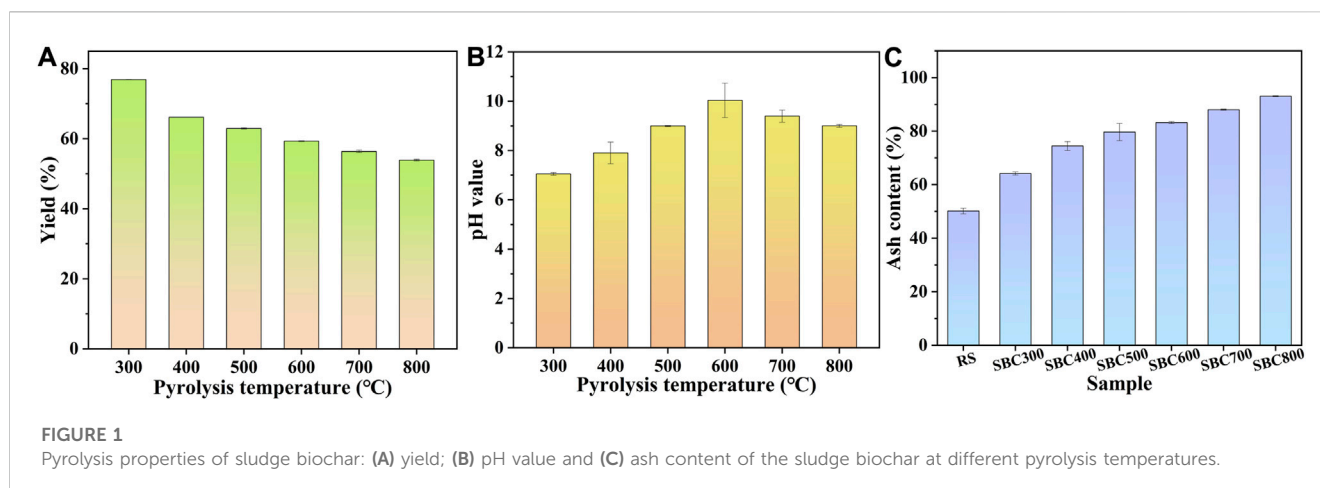 A
Yield (%)
80
60
40
20
0
300 400 500 600 700 800
Pyrolysis temperature (°C)
B
pH value
12
10
8
6
4
2
0
300 400 500 600 700 800
Pyrolysis temperature (°C)
C
Ash content (%)
100
80
60
40
20
0
RS SBC300 SBC400 SBC500 SBC600 SBC700 SBC800
Sample
FIGURE 1
Pyrolysis properties of sludge biochar: (A) yield; (B) pH value and (C) ash content of the sludge biochar at different pyrolysis temperatures.